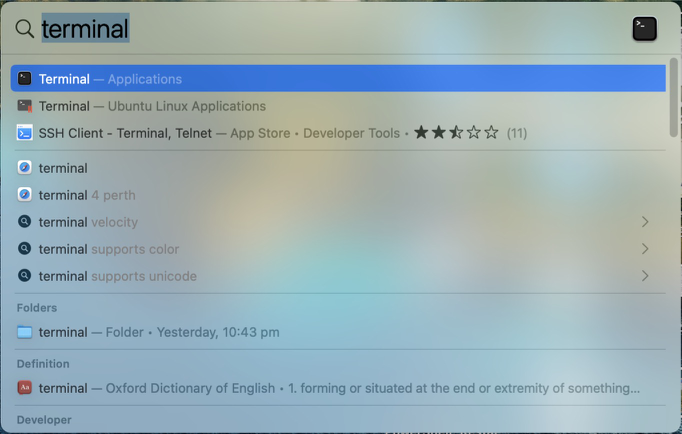 terminal
Terminal — Applications
Terminal — Ubuntu Linux Applications
SSH Client - Terminal, Telnet — App Store • Developer Tools • ★★⯪☆☆ (11)
terminal
terminal 4 perth
terminal velocity
terminal supports color
terminal supports unicode
Folders
terminal — Folder • Yesterday, 10:43 pm
Definition
terminal — Oxford Dictionary of English • 1. forming or situated at the end or extremity of something...
Developer